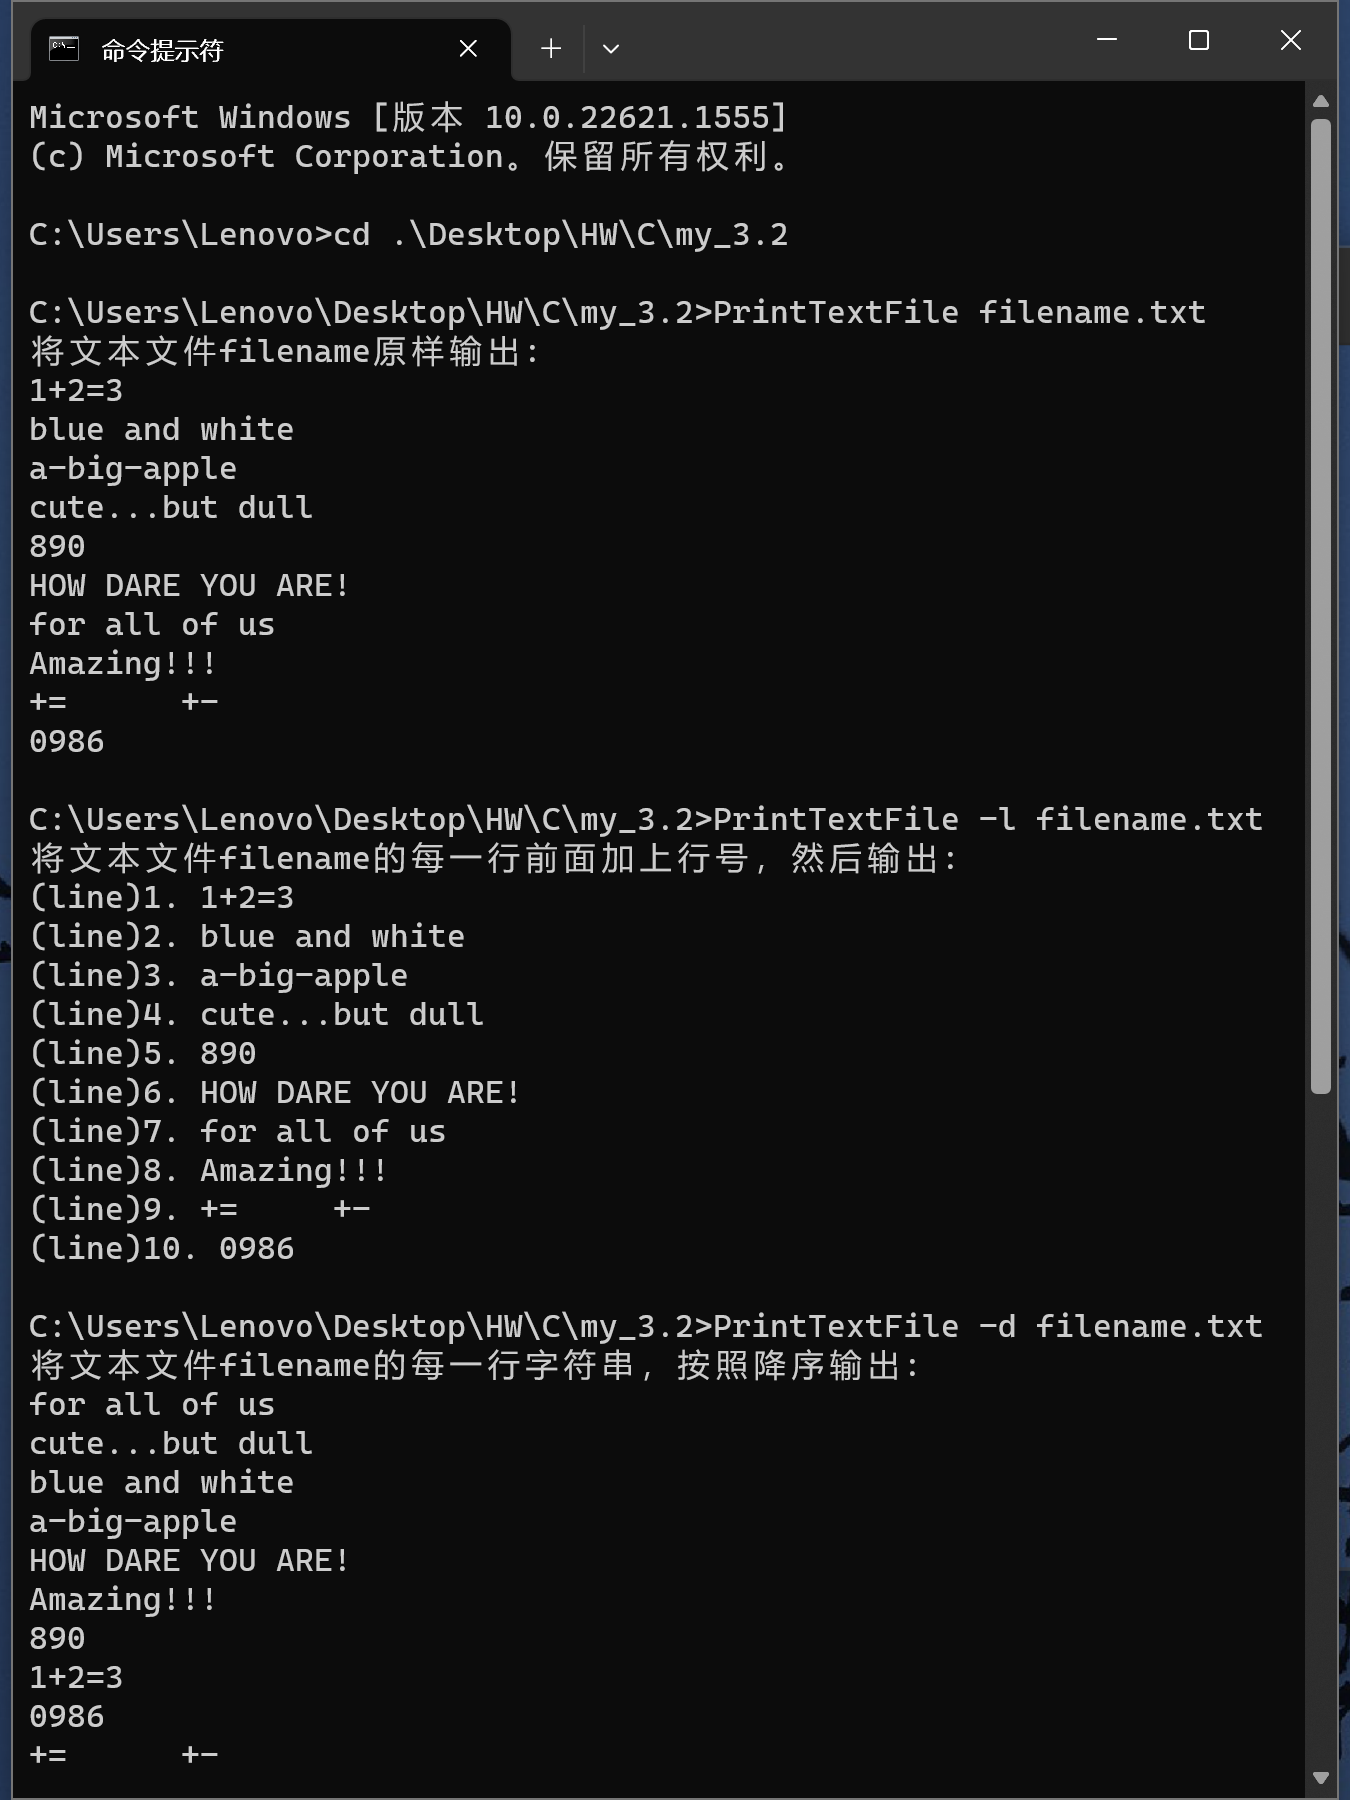 命令提示符
Microsoft Windows [版本 10.0.22621.1555]
(c) Microsoft Corporation。保留所有权利。
C:\Users\Lenovo>cd .\Desktop\HW\C\my_3.2
C:\Users\Lenovo\Desktop\HW\C\my_3.2>PrintTextFile filename.txt
将文本文件filename原样输出:
1+2=3
blue and white
a-big-apple
cute...but dull
890
HOW DARE YOU ARE!
for all of us
Amazing!!!
+=      +-
0986
C:\Users\Lenovo\Desktop\HW\C\my_3.2>PrintTextFile -l filename.txt
将文本文件filename的每一行前面加上行号，然后输出:
(line)1. 1+2=3
(line)2. blue and white
(line)3. a-big-apple
(line)4. cute...but dull
(line)5. 890
(line)6. HOW DARE YOU ARE!
(line)7. for all of us
(line)8. Amazing!!!
(line)9. +=     +-
(line)10. 0986
C:\Users\Lenovo\Desktop\HW\C\my_3.2>PrintTextFile -d filename.txt
将文本文件filename的每一行字符串，按照降序输出:
for all of us
cute...but dull
blue and white
a-big-apple
HOW DARE YOU ARE!
Amazing!!!
890
1+2=3
0986
+=      +-